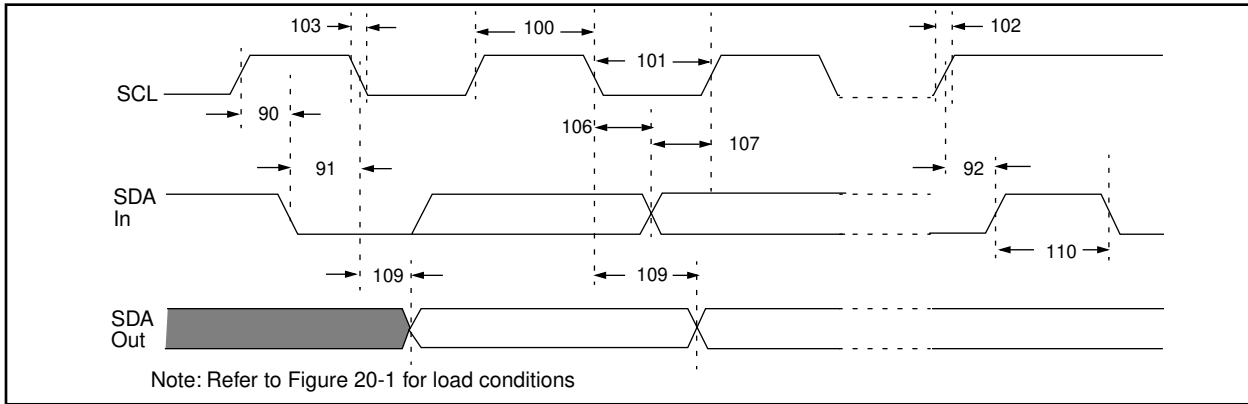 103
100
102
101
SCL
90
106
107
91
92
SDA
In
109
109
110
SDA
Out
Note: Refer to Figure 20-1 for load conditions